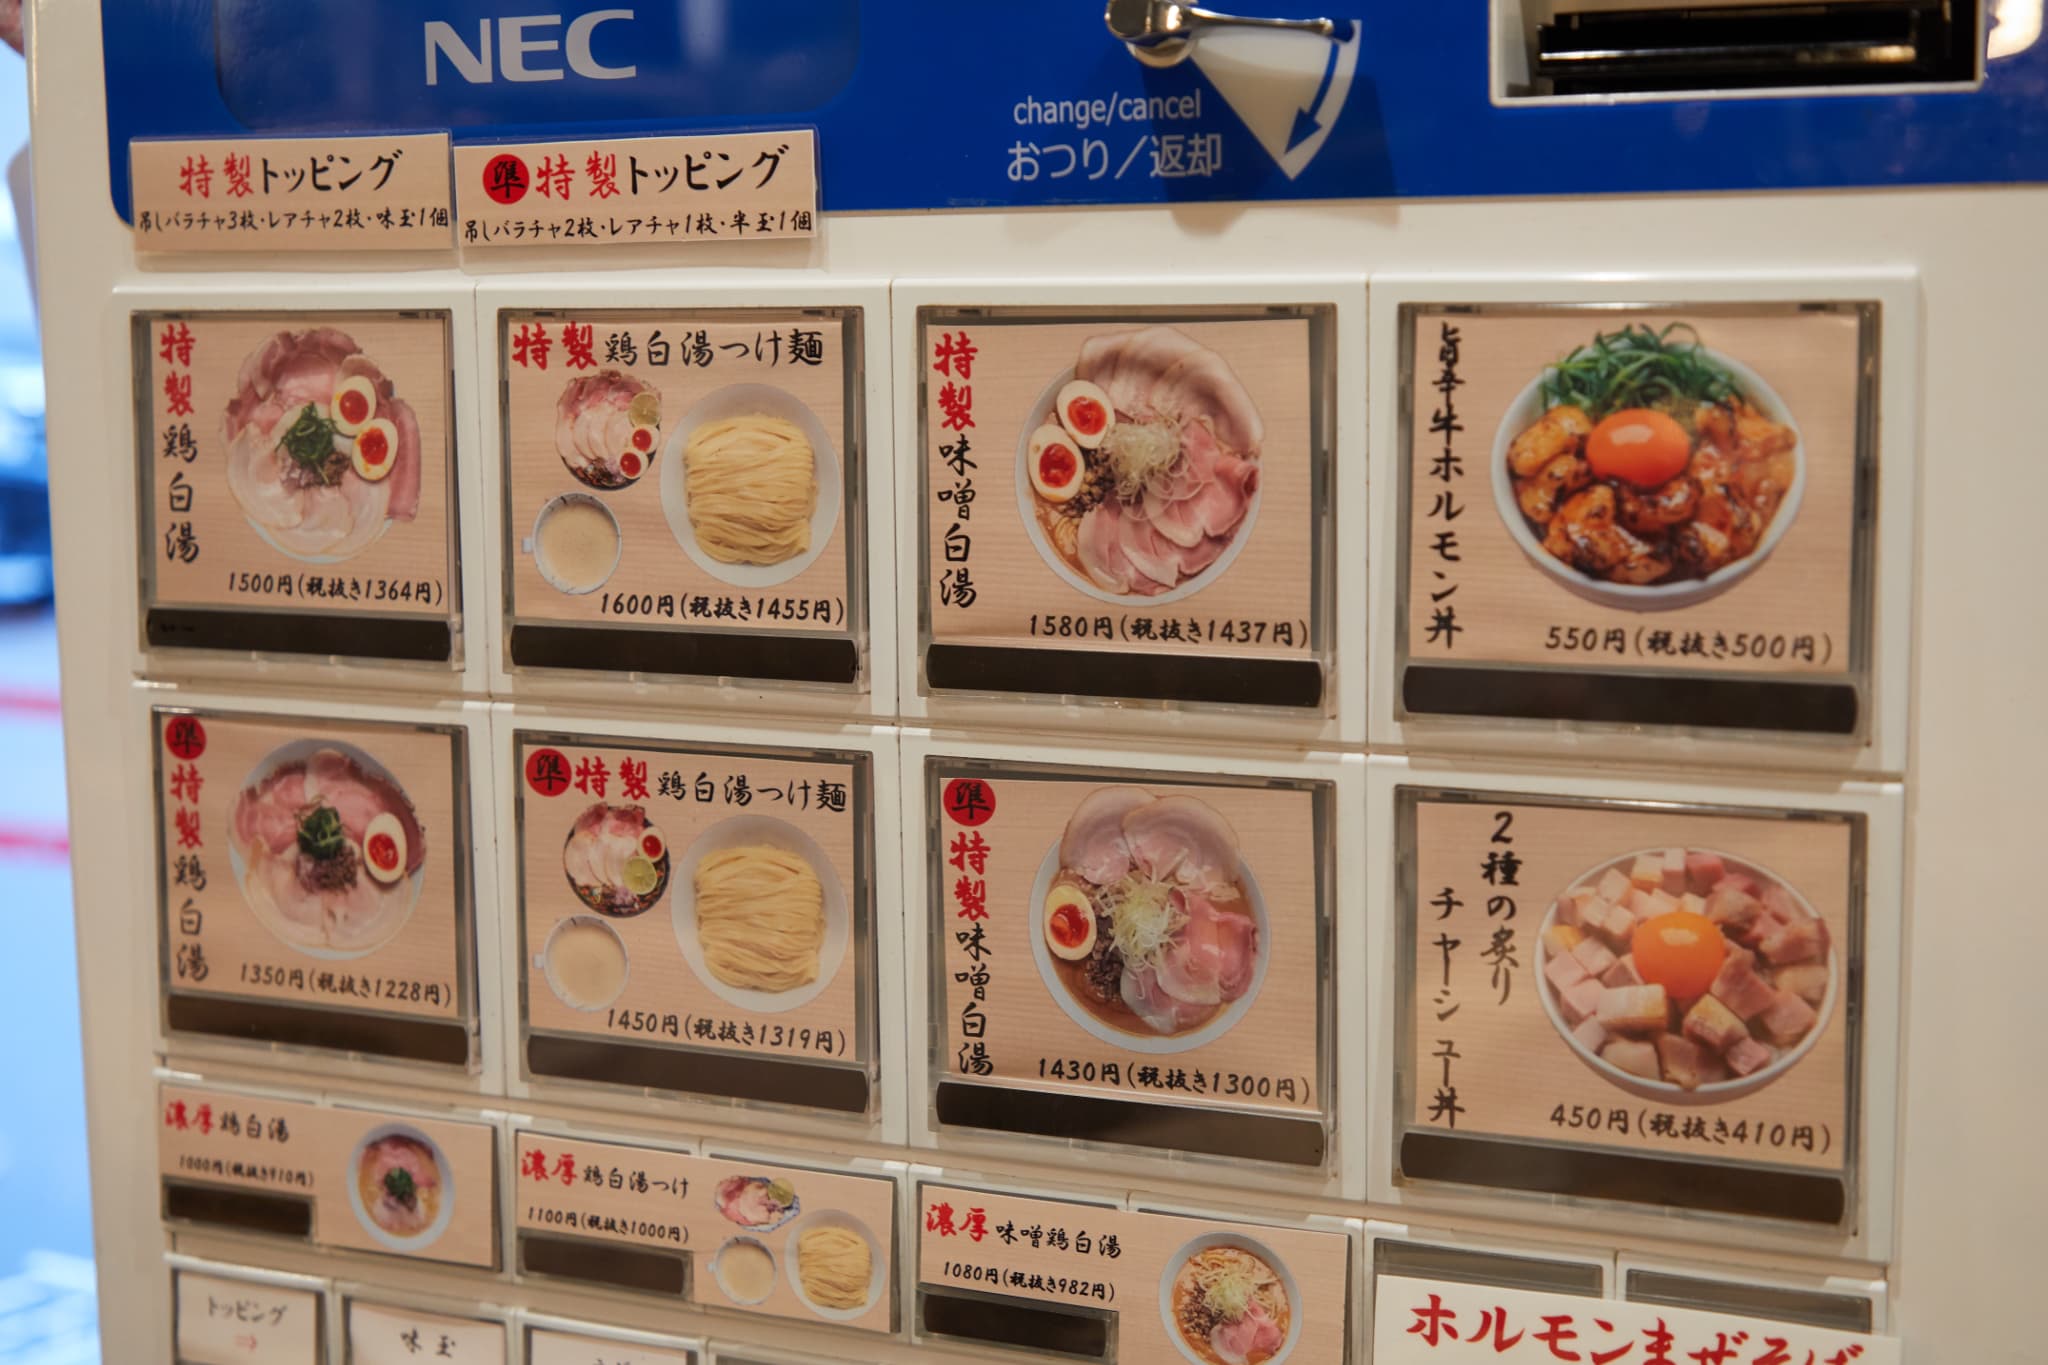 NEC
change/cancel
おつり／返却
特製トッピング
吊しバラチャ3枚・レアチャ2枚・味玉1個
準 特製トッピング
吊しバラチャ2枚・レアチャ1枚・半玉1個
特製鶏白湯
1500円(税抜き1364円)
特製鶏白湯つけ麺
1600円(税抜き1455円)
特製味噌白湯
1580円(税抜き1437円)
旨辛牛ホルモン丼
550円(税抜き500円)
準特製鶏白湯
1350円(税抜き1228円)
準特製鶏白湯つけ麺
1450円(税抜き1319円)
準特製味噌白湯
1430円(税抜き1300円)
2種の炙り
チャーシュー丼
450円(税抜き410円)
濃厚鶏白湯
1000円(税抜き910円)
濃厚鶏白湯つけ
1100円(税抜き1000円)
濃厚味噌鶏白湯
1080円(税抜き982円)
ホルモンまぜそば
トッピング
⇒
味玉